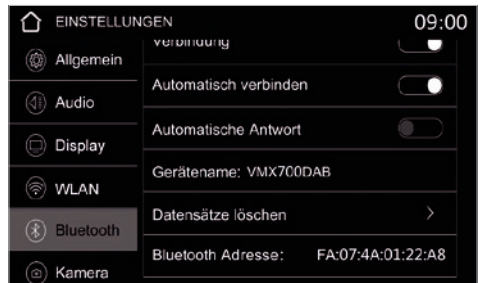 EINSTELLUNGEN 09:00
Verbindung
Allgemein
Automatisch verbinden
Audio
Automatische Antwort
Display
Gerätename: VMX700DAB
WLAN
Datensätze löschen
Bluetooth
Bluetooth Adresse: FA:07:4A:01:22:A8
Kamera